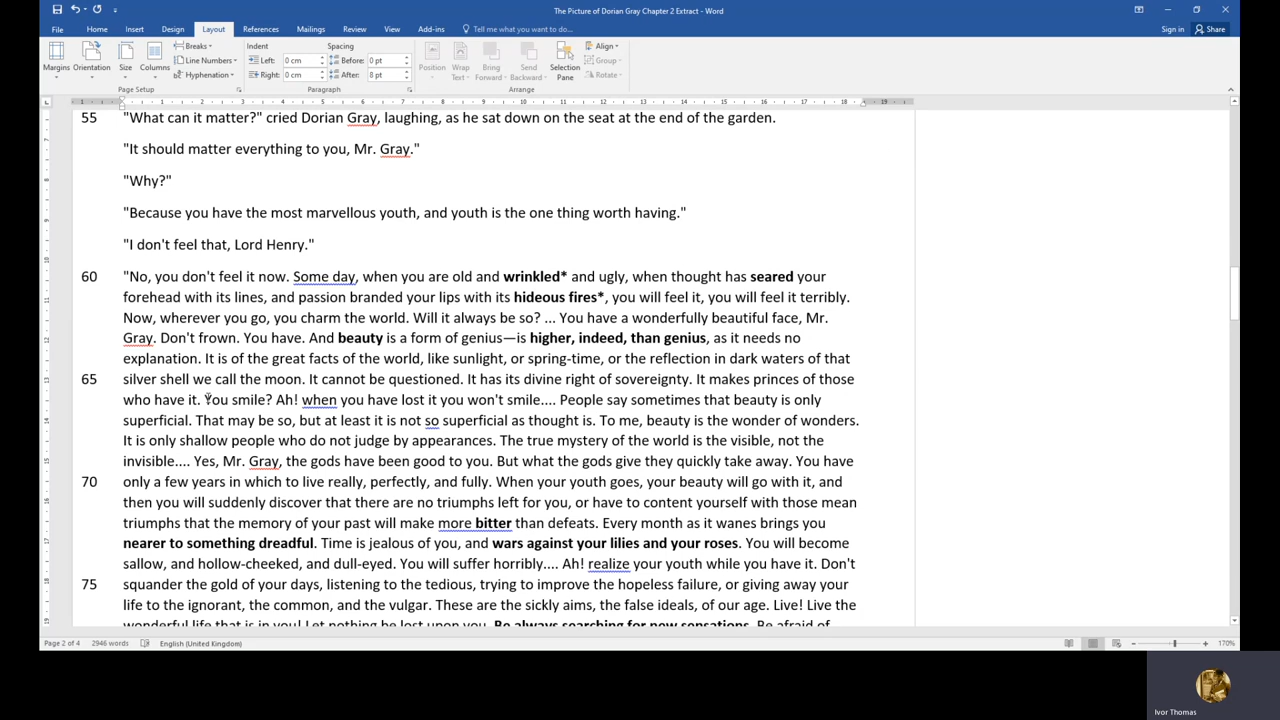 The Picture of Dorian Gray Chapter 2 Extract - Word
File Home Insert Design Layout References Mailings Review View Add-ins Tell me what you want to do... Sign in Share
Margins Orientation Size Columns Breaks Line Numbers Hyphenation
Indent Spacing
Left: 0 cm Before: 0 pt
Right: 0 cm After: 8 pt
Position Wrap Text Bring Forward Send Backward Selection Pane Align Group Rotate
Page Setup Paragraph Arrange
55 "What can it matter?" cried Dorian Gray, laughing, as he sat down on the seat at the end of the garden.
"It should matter everything to you, Mr. Gray."
"Why?"
"Because you have the most marvellous youth, and youth is the one thing worth having."
"I don't feel that, Lord Henry."
60 "No, you don't feel it now. Some day, when you are old and wrinkled* and ugly, when thought has seared your
forehead with its lines, and passion branded your lips with its hideous fires*, you will feel it, you will feel it terribly.
Now, wherever you go, you charm the world. Will it always be so? ... You have a wonderfully beautiful face, Mr.
Gray. Don't frown. You have. And beauty is a form of genius—is higher, indeed, than genius, as it needs no
explanation. It is of the great facts of the world, like sunlight, or spring-time, or the reflection in dark waters of that
65 silver shell we call the moon. It cannot be questioned. It has its divine right of sovereignty. It makes princes of those
who have it. You smile? Ah! when you have lost it you won't smile.... People say sometimes that beauty is only
superficial. That may be so, but at least it is not so superficial as thought is. To me, beauty is the wonder of wonders.
It is only shallow people who do not judge by appearances. The true mystery of the world is the visible, not the
invisible.... Yes, Mr. Gray, the gods have been good to you. But what the gods give they quickly take away. You have
70 only a few years in which to live really, perfectly, and fully. When your youth goes, your beauty will go with it, and
then you will suddenly discover that there are no triumphs left for you, or have to content yourself with those mean
triumphs that the memory of your past will make more bitter than defeats. Every month as it wanes brings you
nearer to something dreadful. Time is jealous of you, and wars against your lilies and your roses. You will become
sallow, and hollow-cheeked, and dull-eyed. You will suffer horribly.... Ah! realize your youth while you have it. Don't
75 squander the gold of your days, listening to the tedious, trying to improve the hopeless failure, or giving away your
life to the ignorant, the common, and the vulgar. These are the sickly aims, the false ideals, of our age. Live! Live the
wonderful life that is in you! Let nothing be lost upon you. Be always searching for new sensations. Be afraid of
Page 2 of 4 2946 words English (United Kingdom) 170%
Ivor Thomas